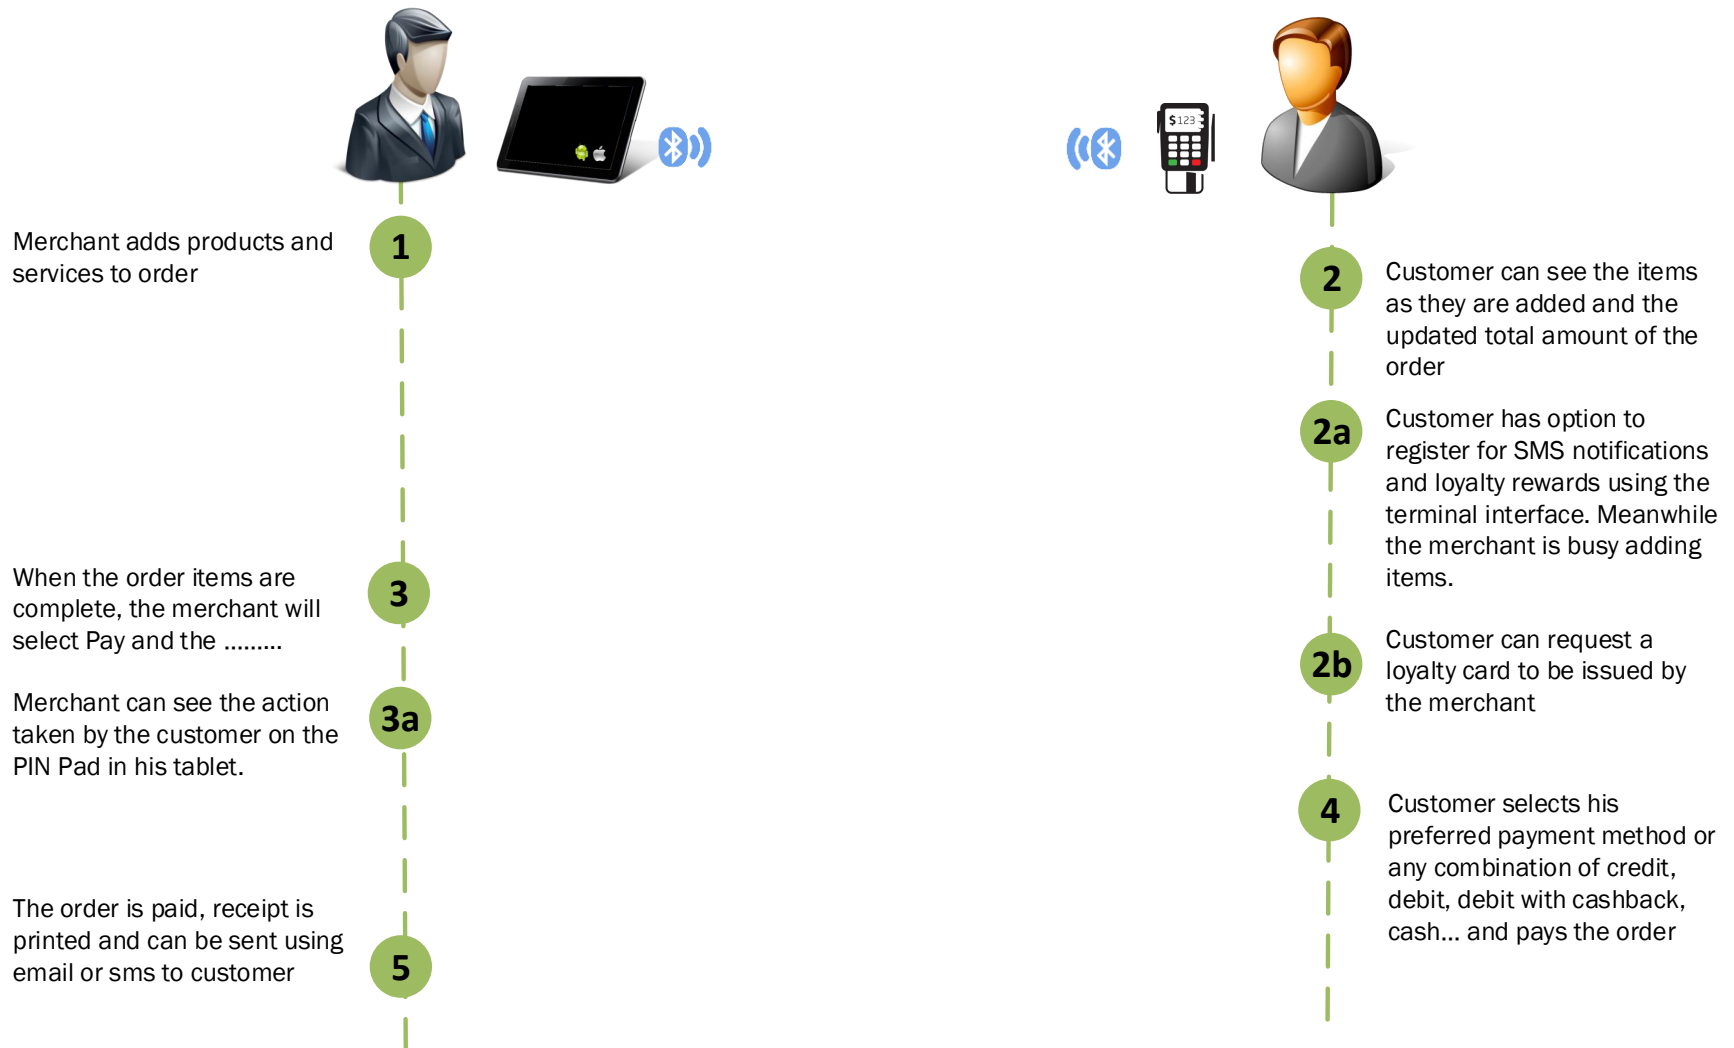 $123
Merchant adds products and
services to order
1
2
Customer can see the items
as they are added and the
updated total amount of the
order
2a
Customer has option to
register for SMS notifications
and loyalty rewards using the
terminal interface. Meanwhile
the merchant is busy adding
items.
When the order items are
complete, the merchant will
select Pay and the .........
3
2b
Customer can request a
loyalty card to be issued by
the merchant
Merchant can see the action
taken by the customer on the
PIN Pad in his tablet.
3a
4
Customer selects his
preferred payment method or
any combination of credit,
debit, debit with cashback,
cash... and pays the order
The order is paid, receipt is
printed and can be sent using
email or sms to customer
5